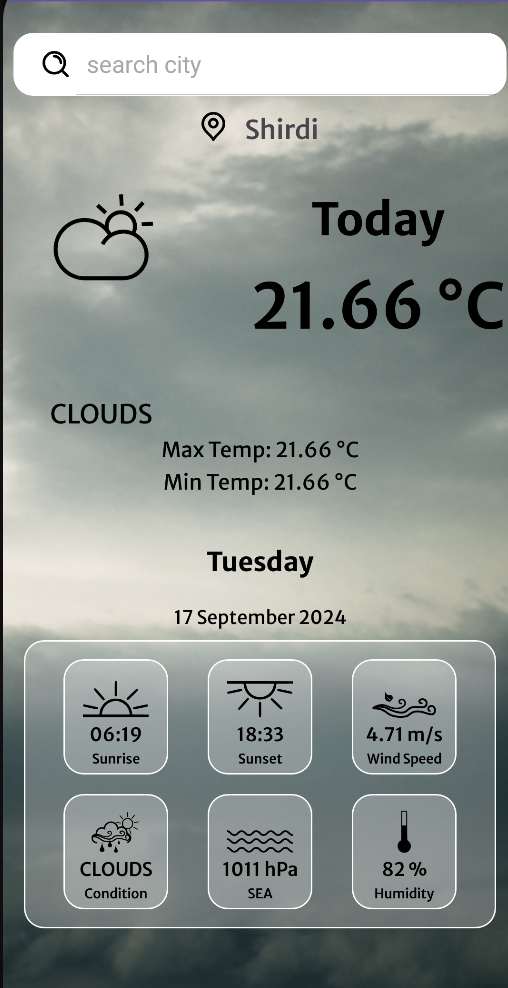 search city
Shirdi
Today
21.66 °C
CLOUDS
Max Temp: 21.66 °C
Min Temp: 21.66 °C
Tuesday
17 September 2024
06:19
Sunrise
18:33
Sunset
4.71 m/s
Wind Speed
CLOUDS
Condition
1011 hPa
SEA
82 %
Humidity